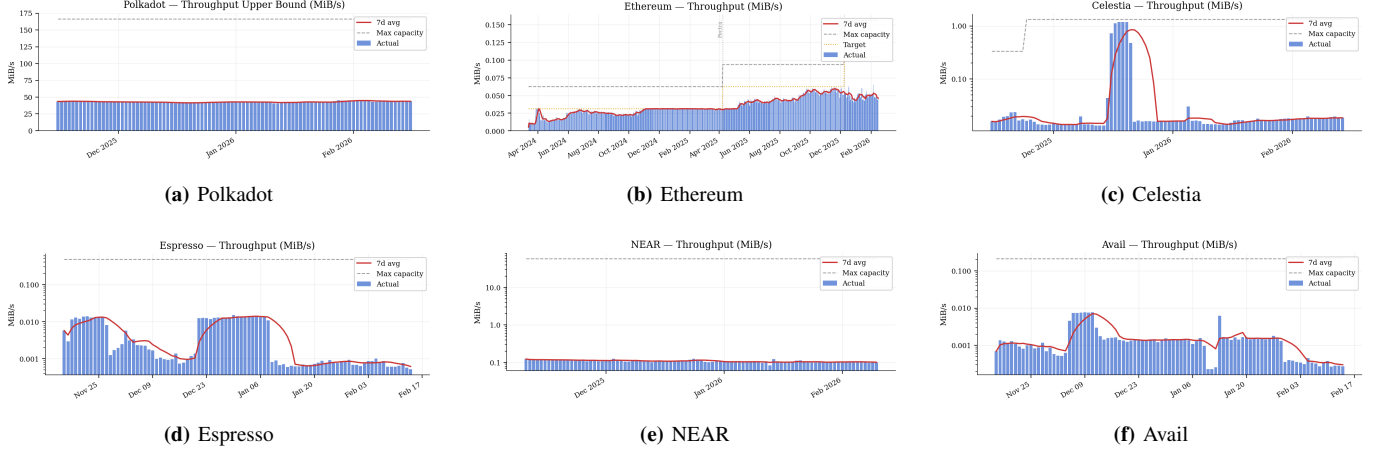 Polkadot — Throughput Upper Bound (MiB/s)
175
150
125
100
75
50
25
0
MiB/s
7d avg
Max capacity
Actual
Dec 2025
Jan 2026
Feb 2026
(a) Polkadot
Ethereum — Throughput (MiB/s)
0.150
0.125
0.100
0.075
0.050
0.025
0.000
MiB/s
7d avg
Max capacity
Target
Actual
Apr 2024
Jun 2024
Aug 2024
Oct 2024
Dec 2024
Feb 2025
Apr 2025
Jun 2025
Aug 2025
Oct 2025
Dec 2025
Feb 2026
(b) Ethereum
Celestia — Throughput (MiB/s)
1.00
0.10
MiB/s
7d avg
Max capacity
Actual
Dec 2025
Jan 2026
Feb 2026
(c) Celestia
Espresso — Throughput (MiB/s)
0.100
0.010
0.001
MiB/s
7d avg
Max capacity
Actual
Nov 25
Dec 09
Dec 23
Jan 06
Jan 20
Feb 03
Feb 17
(d) Espresso
NEAR — Throughput (MiB/s)
10.0
1.0
0.1
MiB/s
7d avg
Max capacity
Actual
Dec 2025
Jan 2026
Feb 2026
(e) NEAR
Avail — Throughput (MiB/s)
0.100
0.010
0.001
MiB/s
7d avg
Max capacity
Actual
Nov 25
Dec 09
Dec 23
Jan 06
Jan 20
Feb 03
Feb 17
(f) Avail